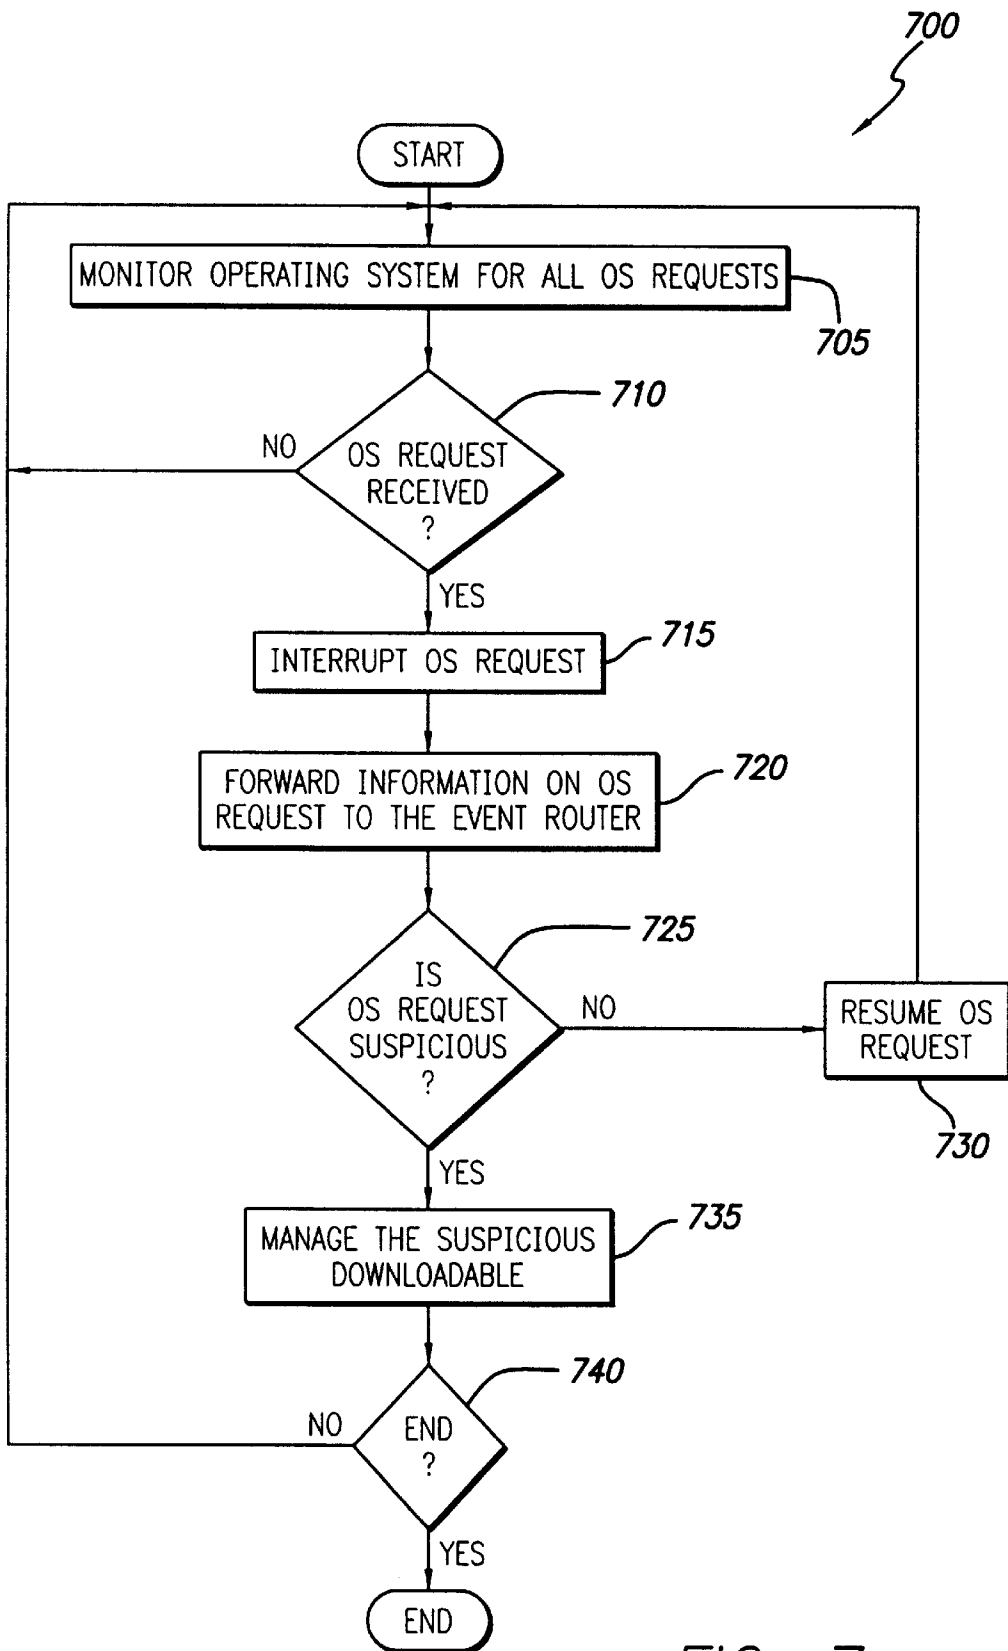 700
START
MONITOR OPERATING SYSTEM FOR ALL OS REQUESTS
705
710
NO
OS REQUEST
RECEIVED
?
YES
715
INTERRUPT OS REQUEST
720
FORWARD INFORMATION ON OS
REQUEST TO THE EVENT ROUTER
725
IS
OS REQUEST
SUSPICIOUS
?
NO
RESUME OS
REQUEST
730
YES
735
MANAGE THE SUSPICIOUS
DOWNLOADABLE
740
NO
END
?
YES
END